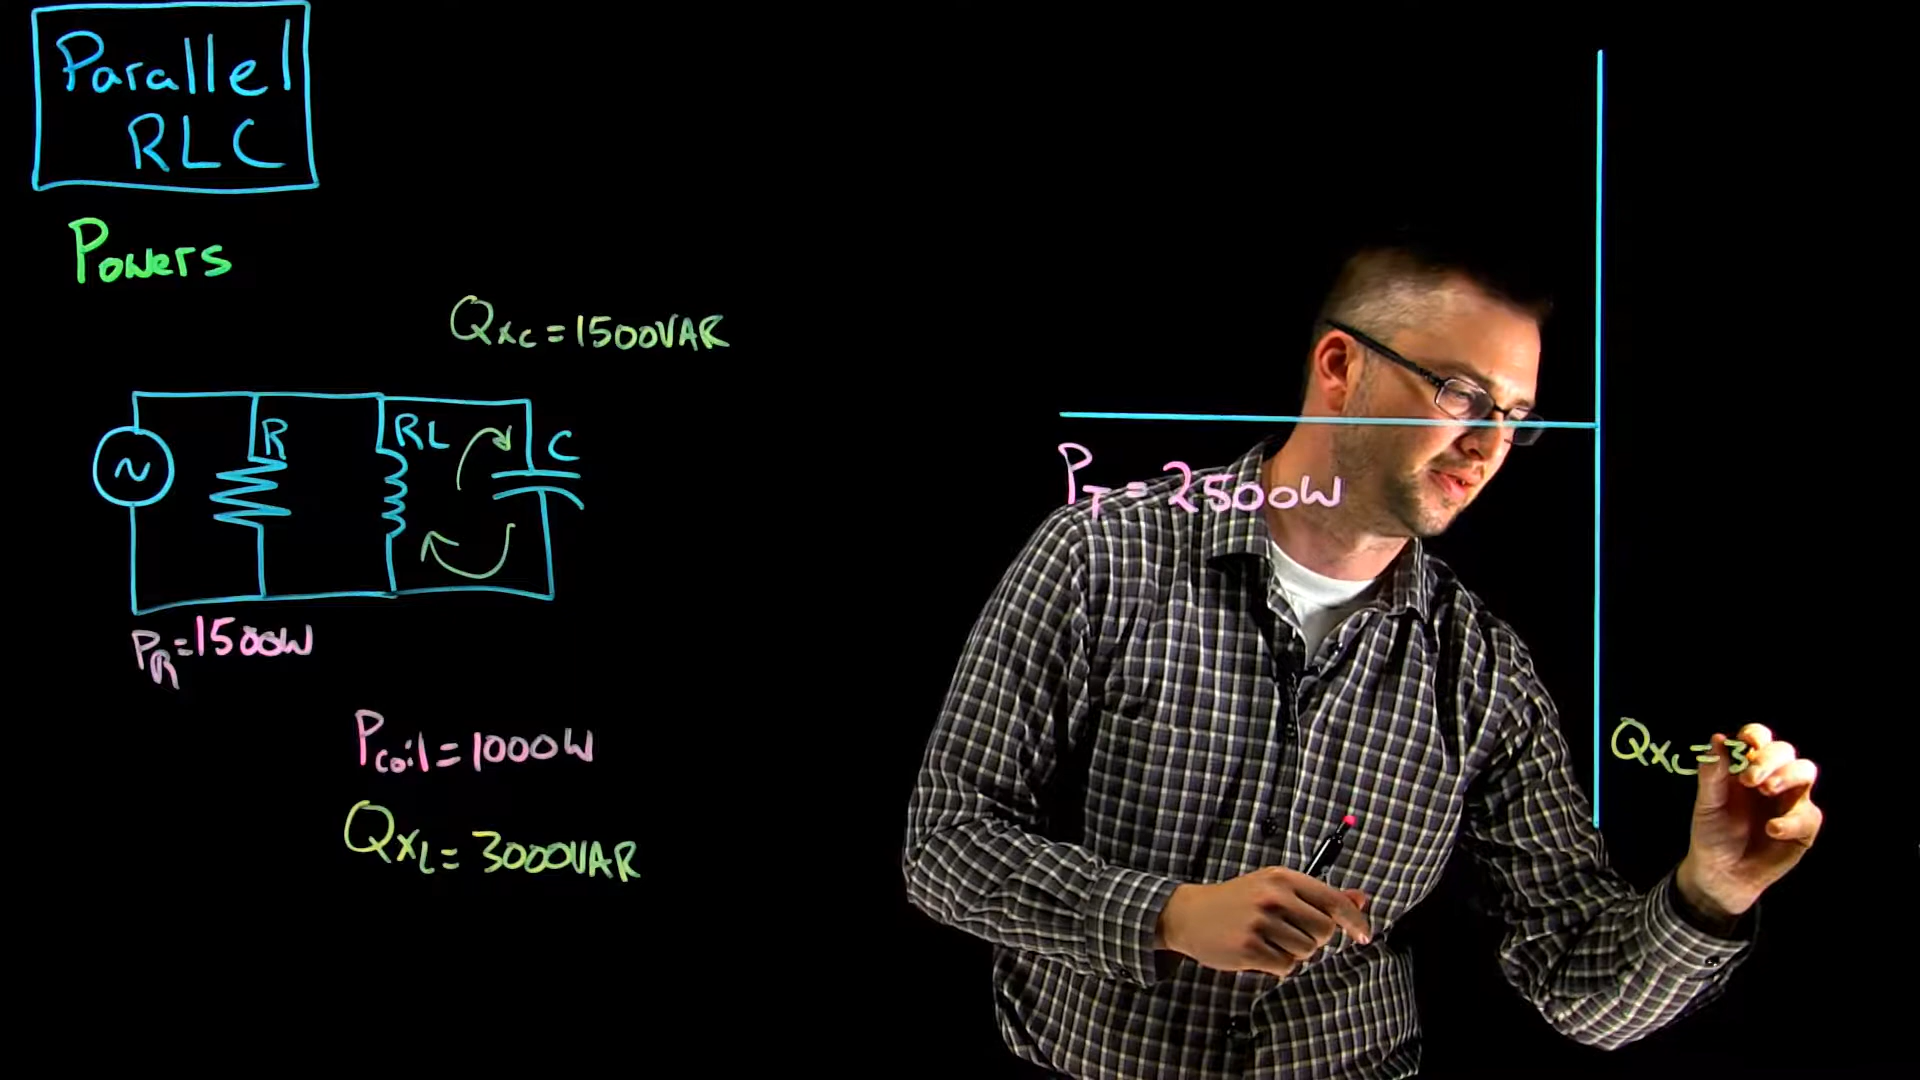 Parallel
RLC
Powers
Qxc = 1500VAR
R
RL
C
~
PR = 1500W
Pcoil = 1000W
QxL = 3000VAR
PT = 2500W
QxL = 3